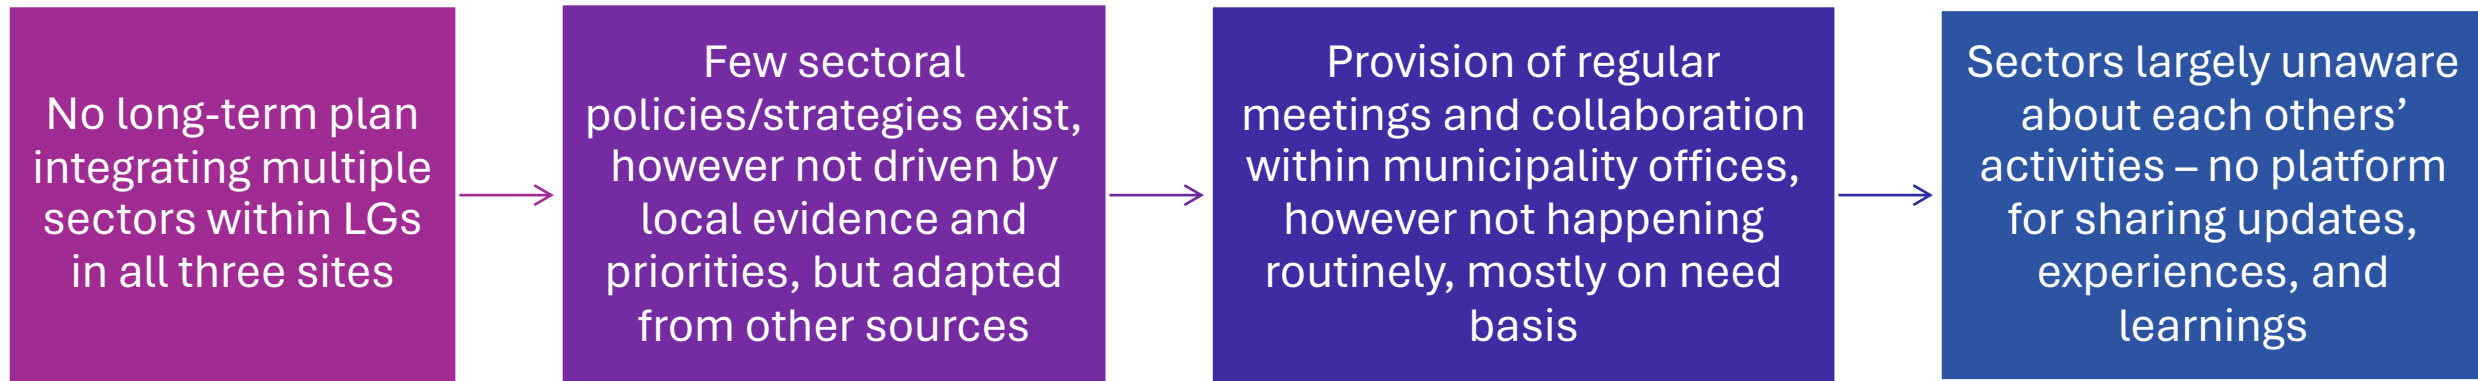 No long-term plan
integrating multiple
sectors within LGs
in all three sites
Few sectoral
policies/strategies exist,
however not driven by
local evidence and
priorities, but adapted
from other sources
Provision of regular
meetings and collaboration
within municipality offices,
however not happening
routinely, mostly on need
basis
Sectors largely unaware
about each others’
activities – no platform
for sharing updates,
experiences, and
learnings